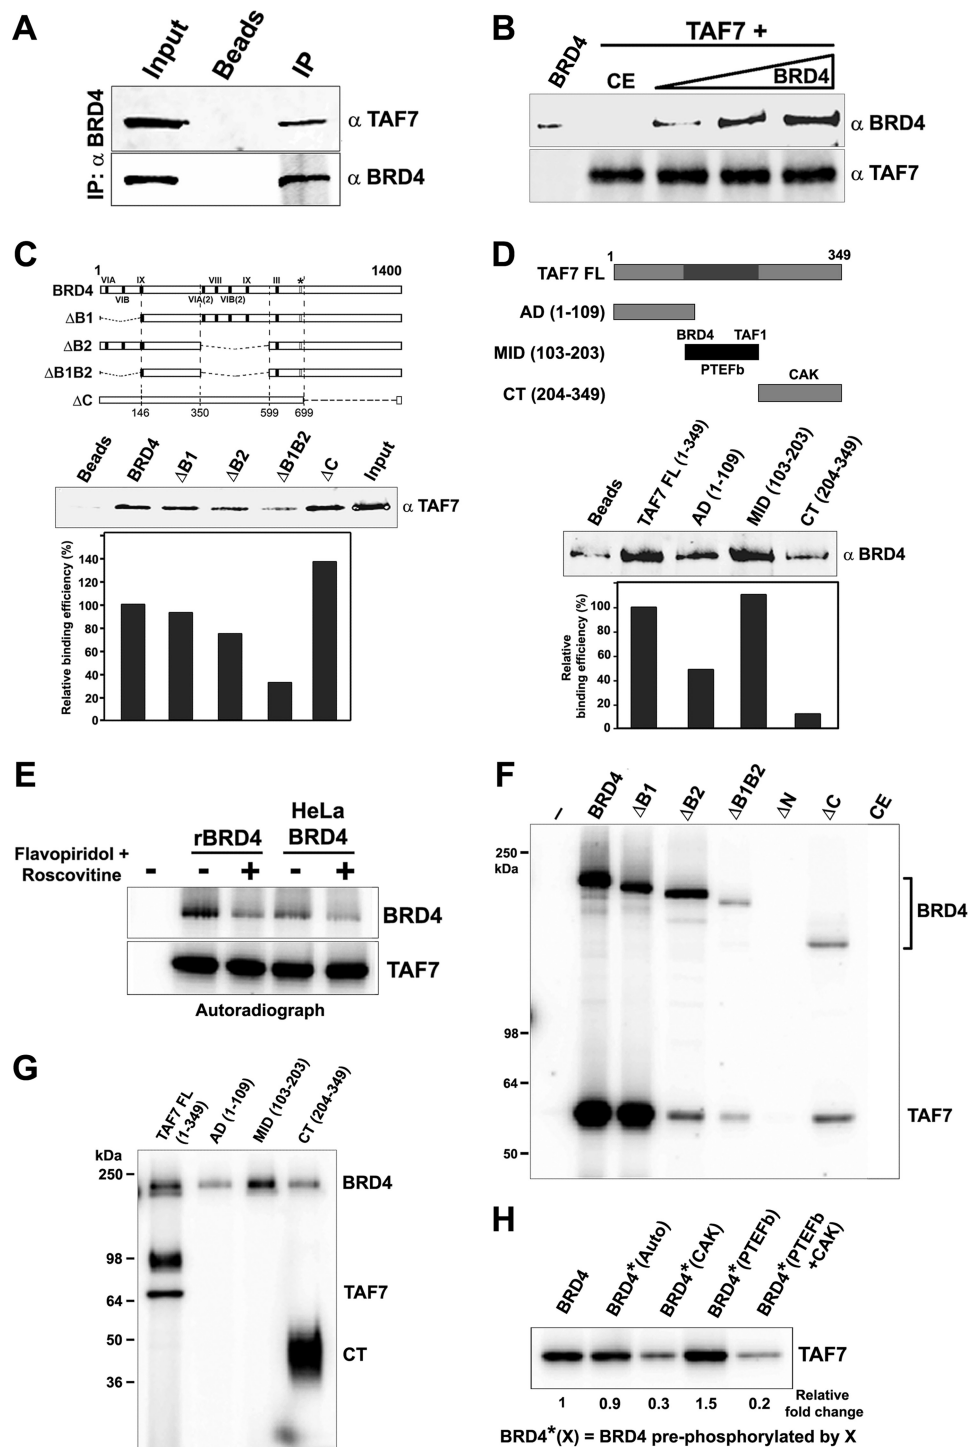 A
Input
Beads
IP
IP: α BRD4
α TAF7
α BRD4
B
TAF7 +
BRD4
CE
BRD4
α BRD4
α TAF7
C
1
1400
VIA
IX
VIII
IX
III
*
BRD4
VIB
VIA(2)
VIB(2)
ΔB1
ΔB2
ΔB1B2
ΔC
146
350
599
699
Beads
BRD4
ΔB1
ΔB2
ΔB1B2
ΔC
Input
α TAF7
Relative binding efficiency (%)
140
120
100
80
60
40
20
0
D
1
349
TAF7 FL
AD (1-109)
BRD4
TAF1
MID (103-203)
PTEFb
CAK
CT (204-349)
Beads
TAF7 FL (1-349)
AD (1-109)
MID (103-203)
CT (204-349)
α BRD4
Relative
binding efficiency (%)
100
80
60
40
20
0
E
HeLa
rBRD4
BRD4
Flavopiridol +
Roscovitine
- - + - +
BRD4
TAF7
Autoradiograph
F
–
BRD4
ΔB1
ΔB2
ΔB1B2
ΔN
ΔC
CE
250
kDa
BRD4
98
64
TAF7
50
G
TAF7 FL
(1-349)
AD (1-109)
MID (103-203)
CT (204-349)
kDa
250
BRD4
98
64
TAF7
50
CT
36
H
BRD4
BRD4*(Auto)
BRD4*(CAK)
BRD4*(PTEFb)
BRD4*(PTEFb
+CAK)
TAF7
1 0.9 0.3 1.5 0.2
Relative
fold change
BRD4*(X) = BRD4 pre-phosphorylated by X